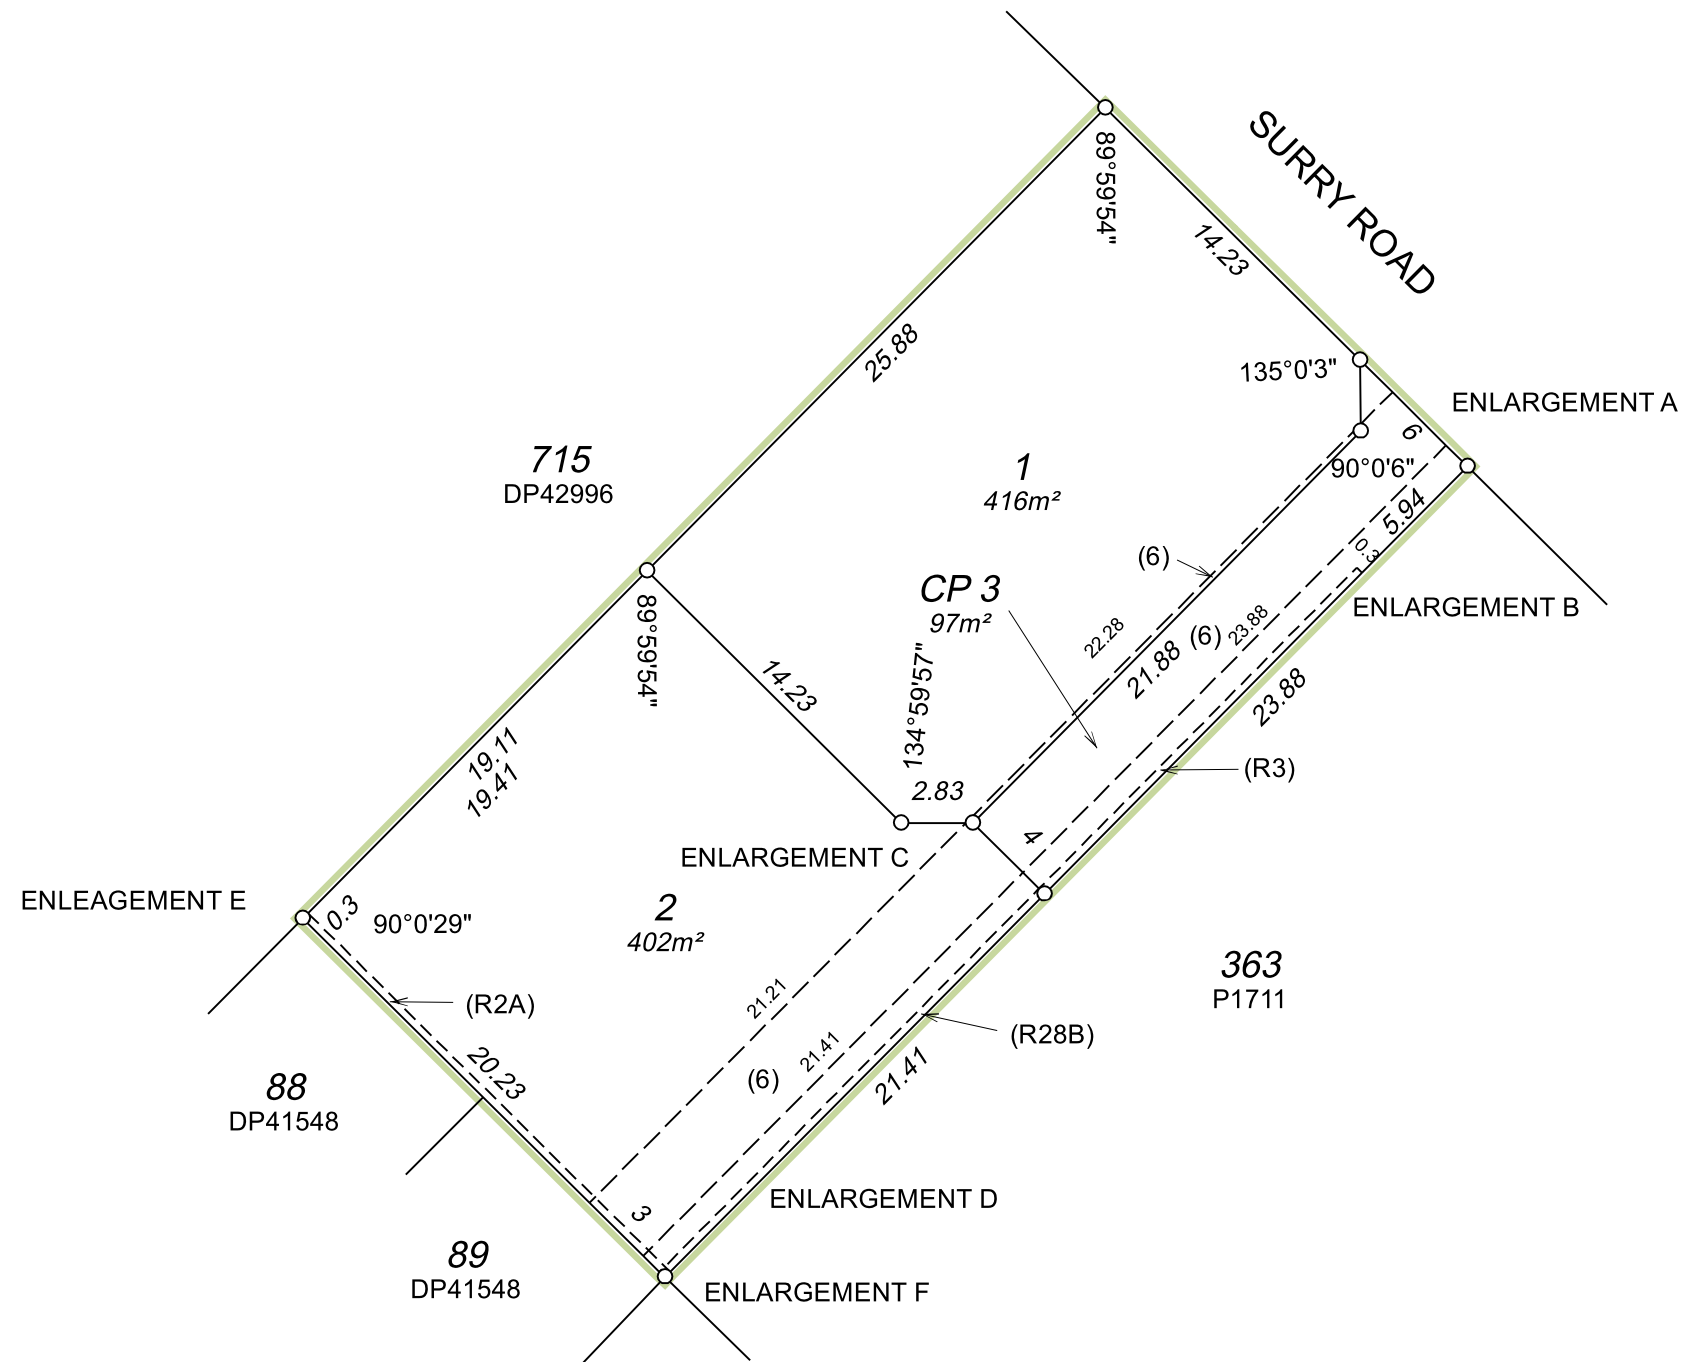 SURRY ROAD
89°59'54"
14.23
25.88
135°0'3"
ENLARGEMENT A
6
715
DP42996
1
416m²
90°0'6"
5.94
0.3
(6)
CP 3
97m²
ENLARGEMENT B
89°59'54"
22.28
(6)
23.88
21.88
14.23
134°59'57"
23.88
19.11
19.41
(R3)
2.83
4
ENLARGEMENT C
ENLEAGEMENT E
0.3
90°0'29"
2
402m²
363
P1711
(R2A)
21.21
21.41
(R28B)
20.23
(6)
21.41
88
DP41548
3
ENLARGEMENT D
89
DP41548
ENLARGEMENT F